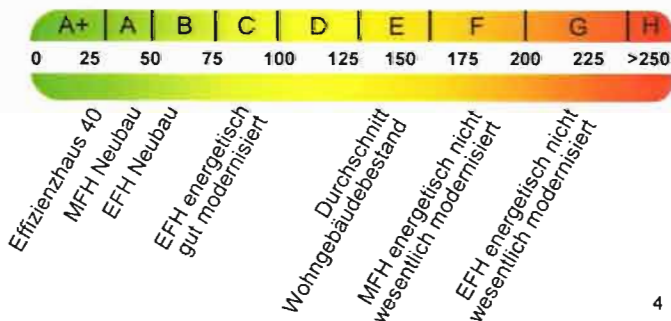 A+ A B C D E F G H
0 25 50 75 100 125 150 175 200 225 >250
Effizienzhaus 40
MFH Neubau
EFH Neubau
EFH energetisch
gut modernisiert
Durchschnitt
Wohngebäudebestand
MFH energetisch nicht
wesentlich modernisiert
EFH energetisch nicht
wesentlich modernisiert
4